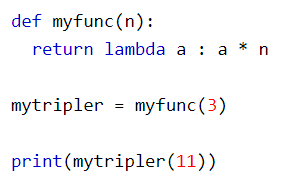 def myfunc(n):
  return lambda a : a * n

mytripler = myfunc(3)

print(mytripler(11))